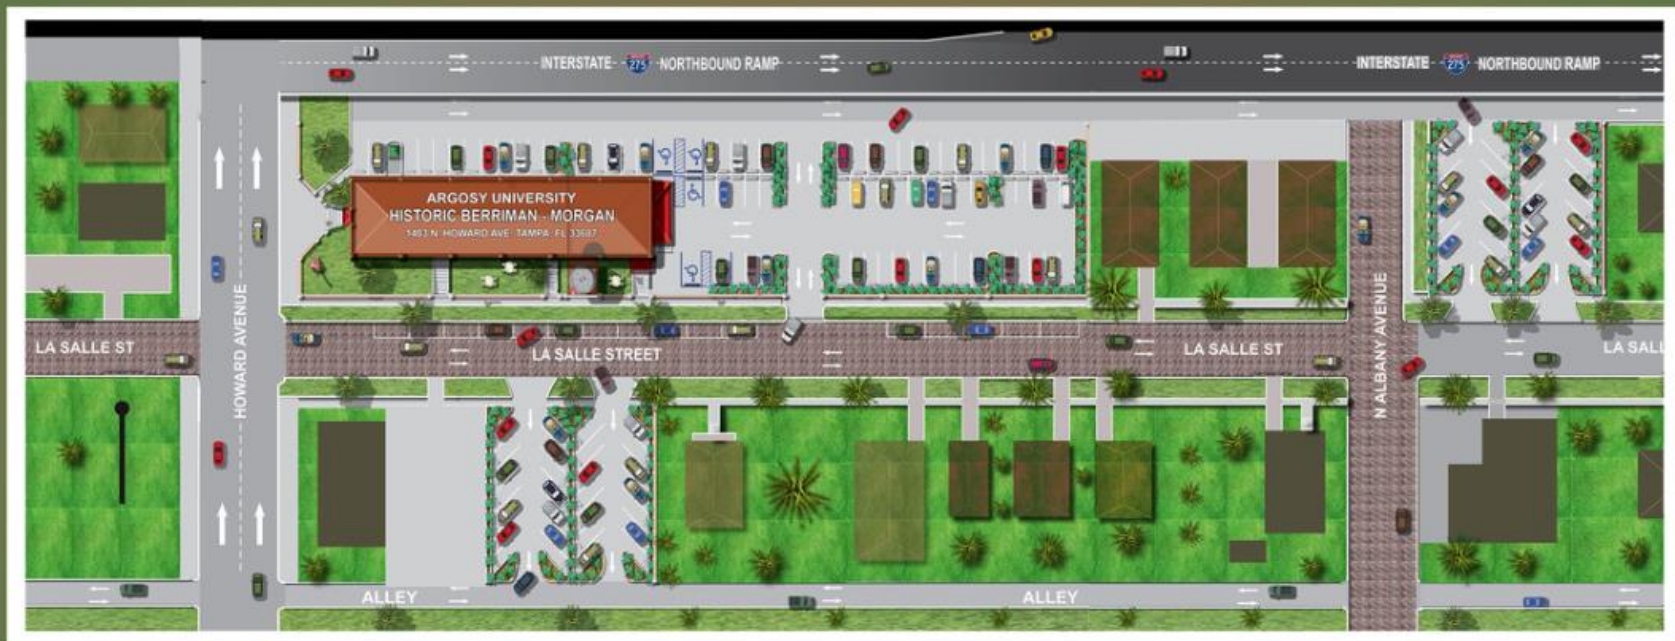 INTERSTATE 275 NORTHBOUND RAMP
INTERSTATE 275 NORTHBOUND RAMP
ARGOSY UNIVERSITY
HISTORIC BERRIMAN - MORGAN
1403 N. HOWARD AVE. TAMPA, FL 33607
HOWARD AVENUE
N ALBANY AVENUE
LA SALLE ST
LA SALLE STREET
LA SALLE ST
LA SALL
ALLEY
ALLEY